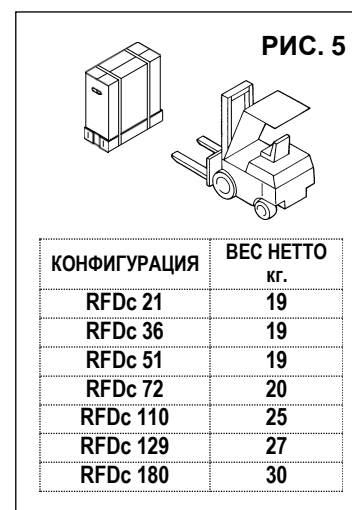 РИС. 5
КОНФИГУРАЦИЯ ВЕС НЕТТО кг.
RFDc 21 19
RFDc 36 19
RFDc 51 19
RFDc 72 20
RFDc 110 25
RFDc 129 27
RFDc 180 30